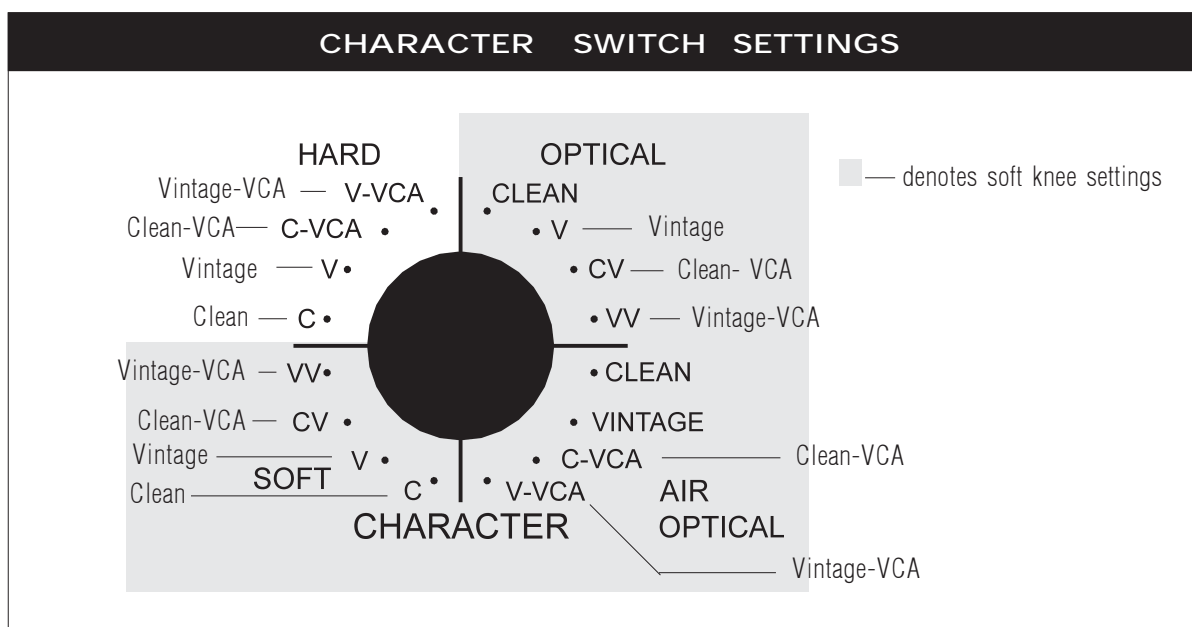 CHARACTER SWITCH SETTINGS
HARD
OPTICAL
Vintage-VCA V-VCA
CLEAN
denotes soft knee settings
Clean-VCA C-VCA
V Vintage
Vintage V
CV Clean- VCA
Clean C
VV Vintage-VCA
Vintage-VCA VV
CLEAN
Clean-VCA CV
VINTAGE
Vintage V
C-VCA Clean-VCA
SOFT
Clean C
V-VCA
AIR
OPTICAL
CHARACTER
Vintage-VCA